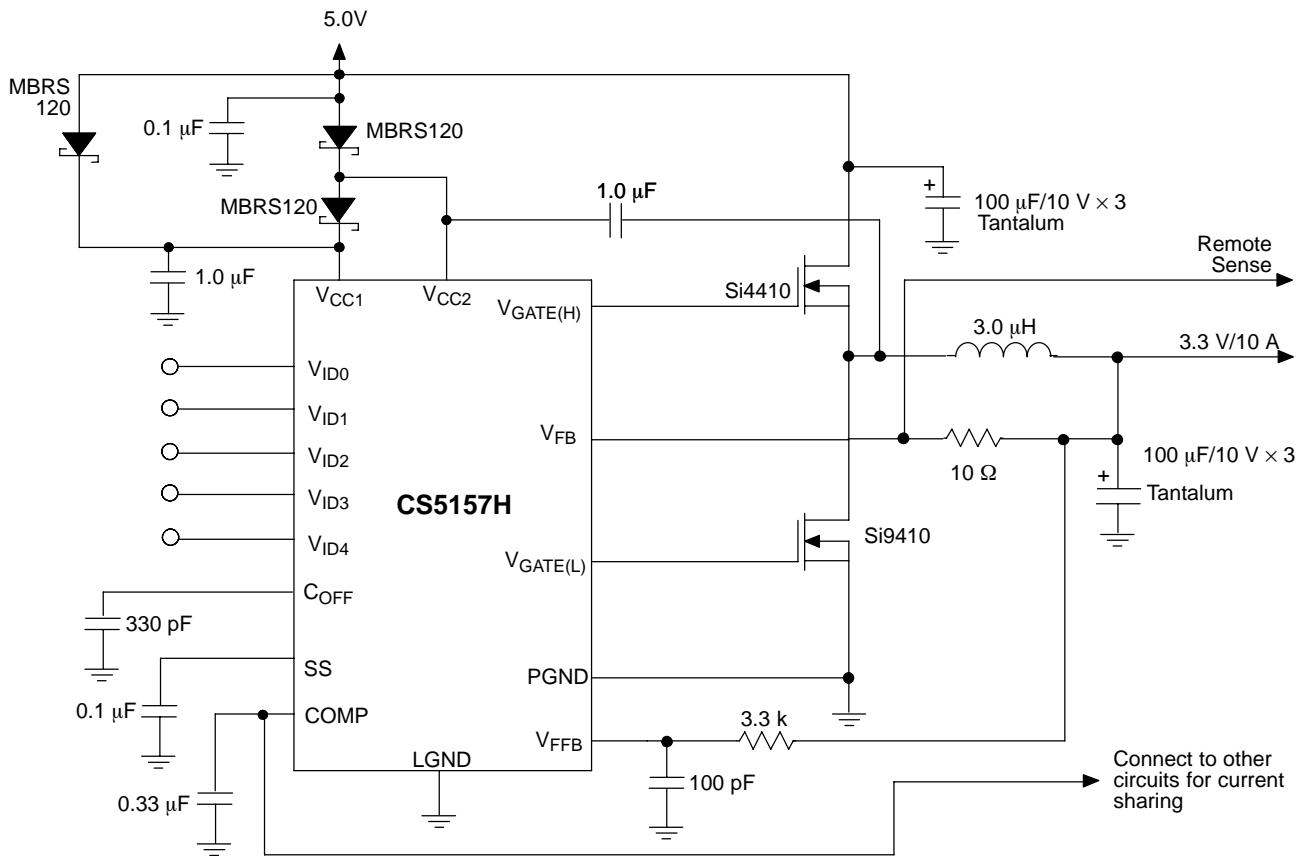 5.0V
MBRS
120
0.1 μF
MBRS120
MBRS120
1.0 μF
1.0 μF
+
100 μF/10 V × 3
Tantalum
Remote
Sense
VCC1
VCC2
VGATE(H)
Si4410
3.0 μH
3.3 V/10 A
VID0
VID1
VID2
VID3
VID4
VFB
10 Ω
+
100 μF/10 V × 3
Tantalum
CS5157H
VGATE(L)
Si9410
COFF
330 pF
SS
0.1 μF
COMP
PGND
VFFB
3.3 k
LGND
0.33 μF
100 pF
Connect to other
circuits for current
sharing